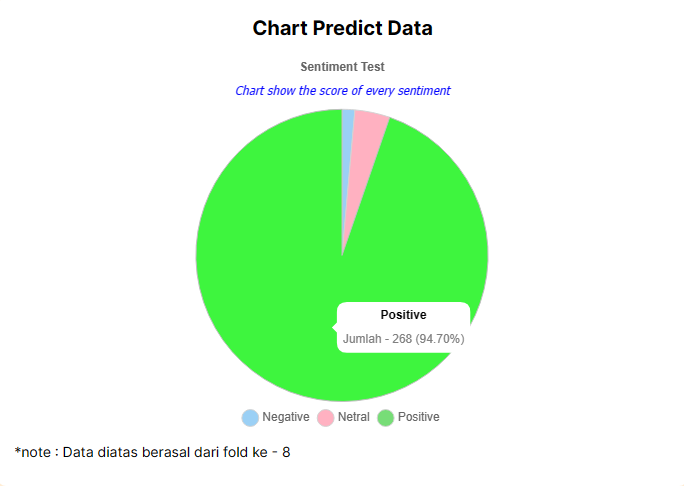 Chart Predict Data
Sentiment Test
Chart show the score of every sentiment
Positive
Jumlah - 268 (94.70%)
Negative Netral Positive
*note : Data diatas berasal dari fold ke - 8